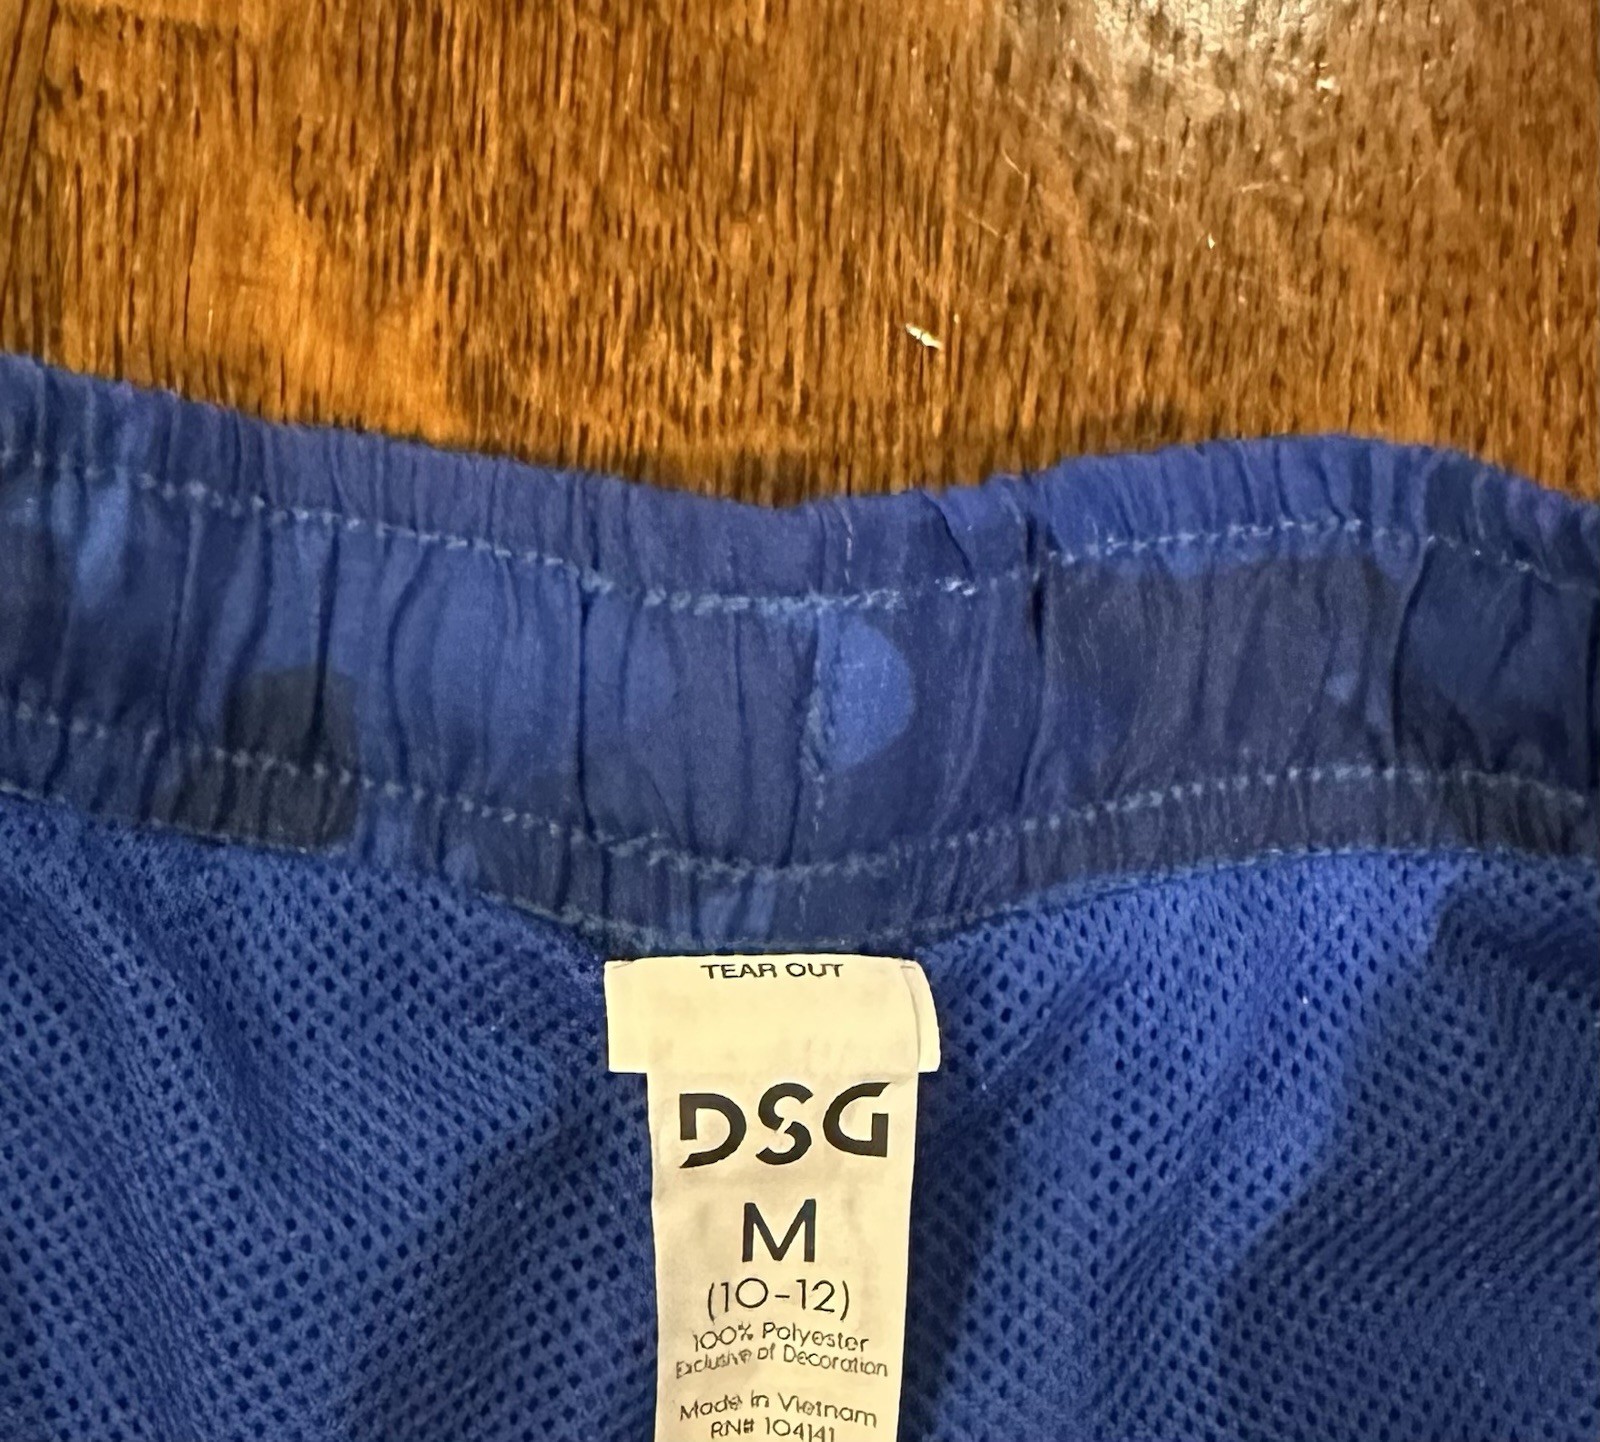 TEAR OUT
DSG
M
(10-12)
100% Polyester
Exclusive of Decoration
Made in Vietnam
RN# 104141